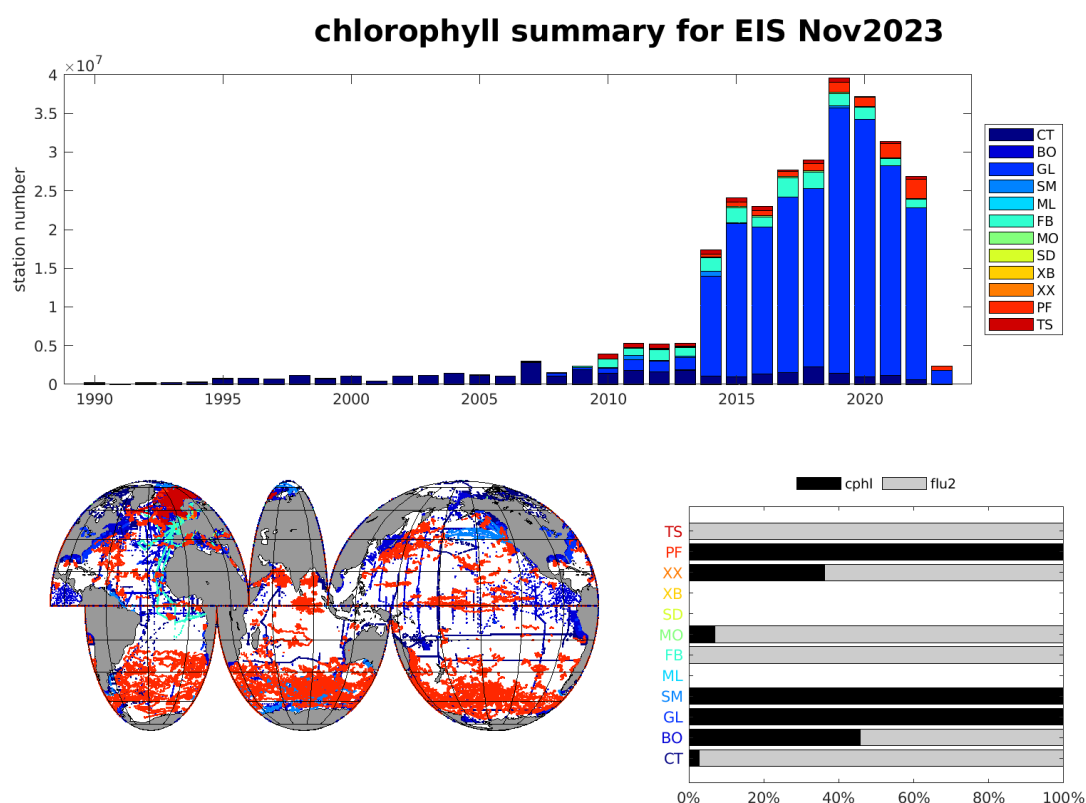 chlorophyll summary for EIS Nov2023
×10⁷
4
3.5
3
2.5
2
1.5
1
0.5
0
station number
1990
1995
2000
2005
2010
2015
2020
CT
BO
GL
SM
ML
FB
MO
SD
XB
XX
PF
TS
cphl
flu2
TS
PF
XX
XB
SD
MO
FB
ML
SM
GL
BO
CT
0%
20%
40%
60%
80%
100%